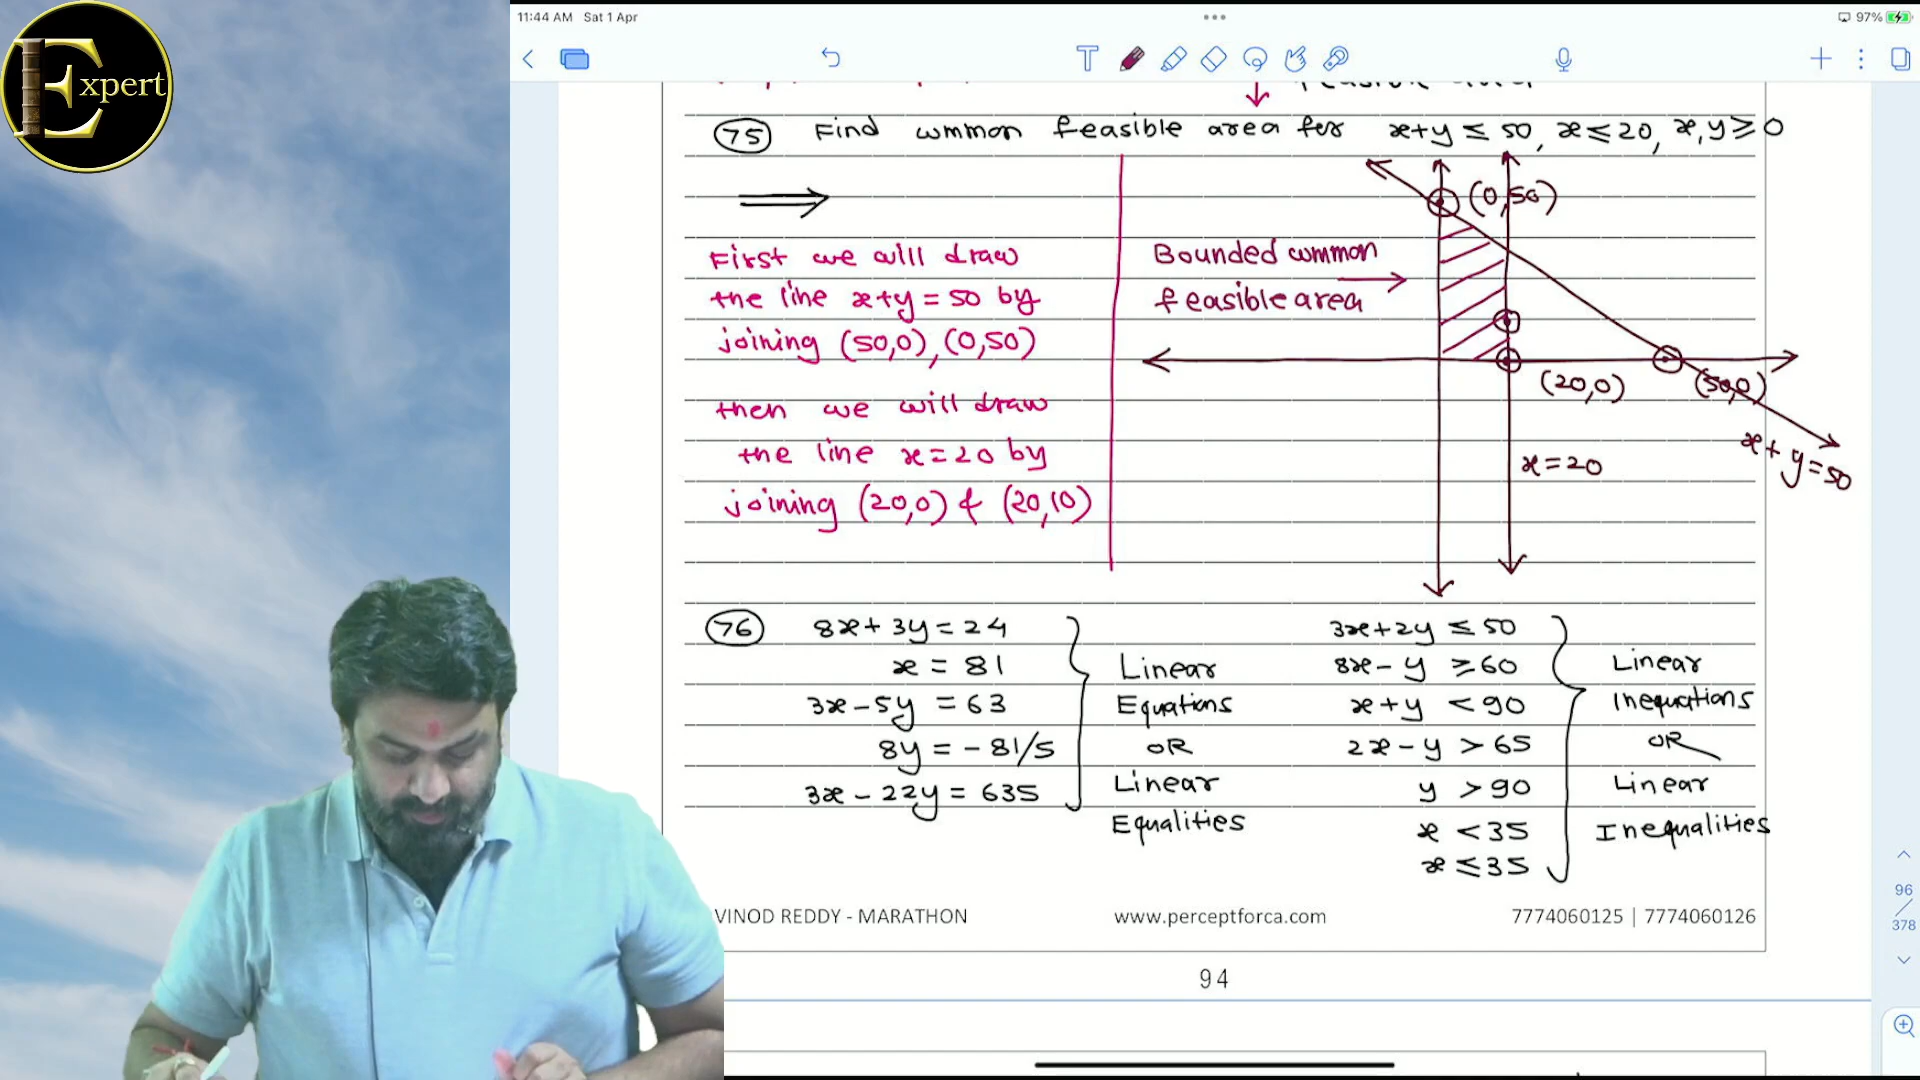 Expert
11:44 AM Sat 1 Apr
97%
75 Find common feasible area for x+y ≤ 50, x ≤ 20, x,y ≥ 0
First we will draw
the line x+y = 50 by
joining (50,0), (0,50)
then we will draw
the line x = 20 by
joining (20,0) & (20,10)
Bounded common
feasible area
(0,50)
(20,0)
(50,0)
x = 20
x + y = 50
76
8x + 3y = 24
x = 81
3x - 5y = 63
8y = - 81/5
3x - 22y = 635
Linear
Equations
OR
Linear
Equalities
3x + 2y ≤ 50
8x - y ≥ 60
x + y < 90
2x - y > 65
y > 90
x < 35
x ≤ 35
Linear
Inequations
OR
Linear
Inequalities
VINOD REDDY - MARATHON www.perceptforca.com 7774060125 | 7774060126
94
96
378